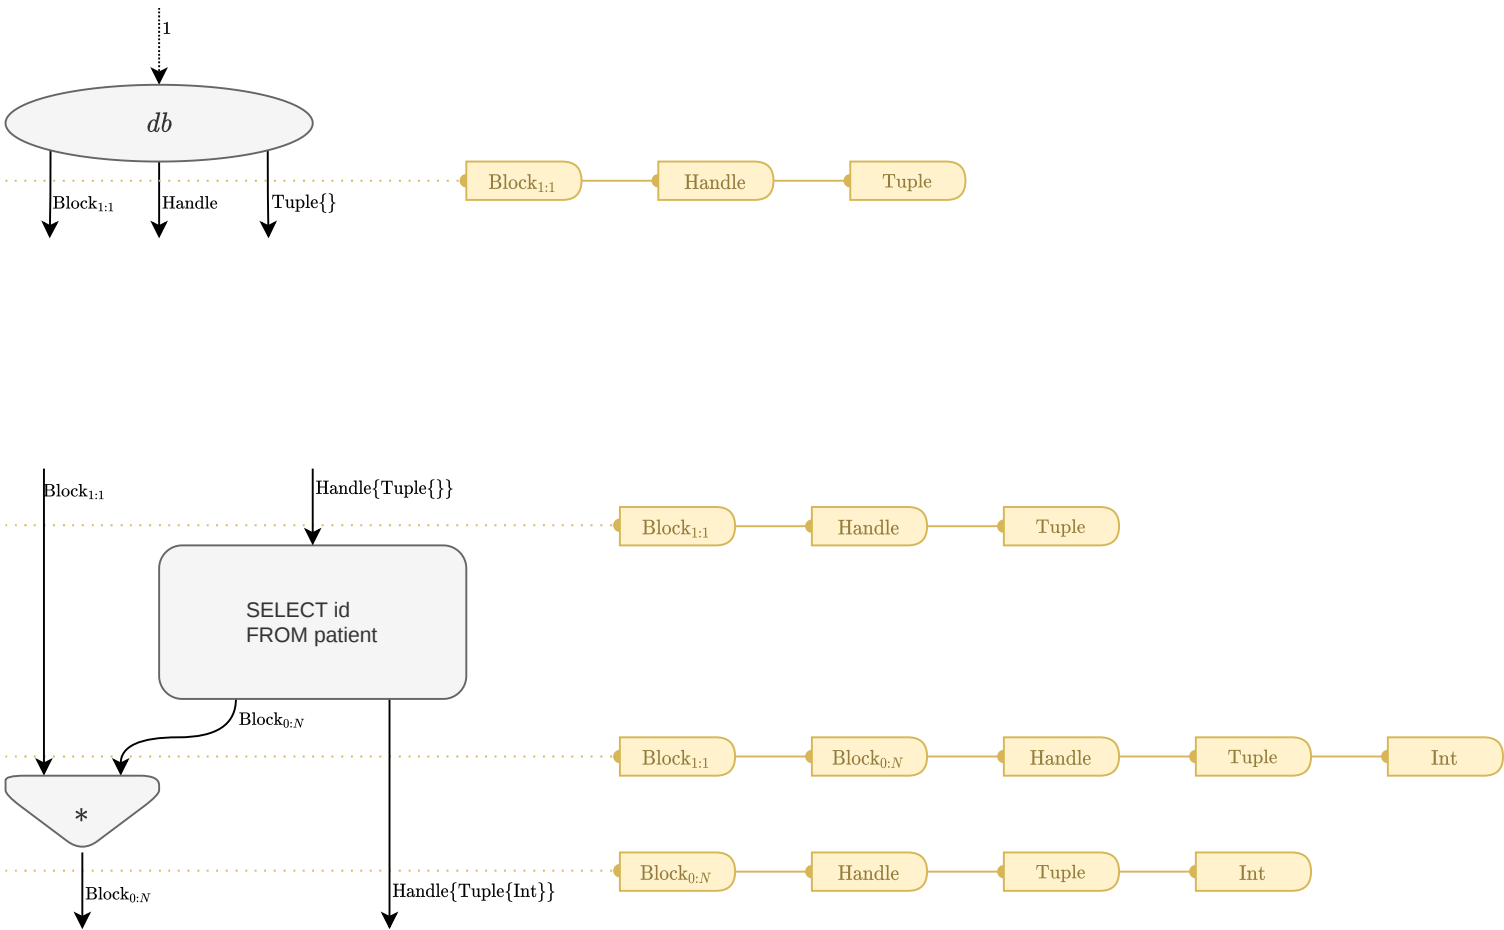 1
db
Block₁:₁ Handle Tuple
Block₁:₁ Handle Tuple{}
Block₁:₁ Handle{Tuple{}}
Block₁:₁ Handle Tuple
SELECT id
FROM patient
Block₀:N
Block₁:₁ Block₀:N Handle Tuple Int
*
Block₀:N Handle Tuple Int
Block₀:N Handle{Tuple{Int}}